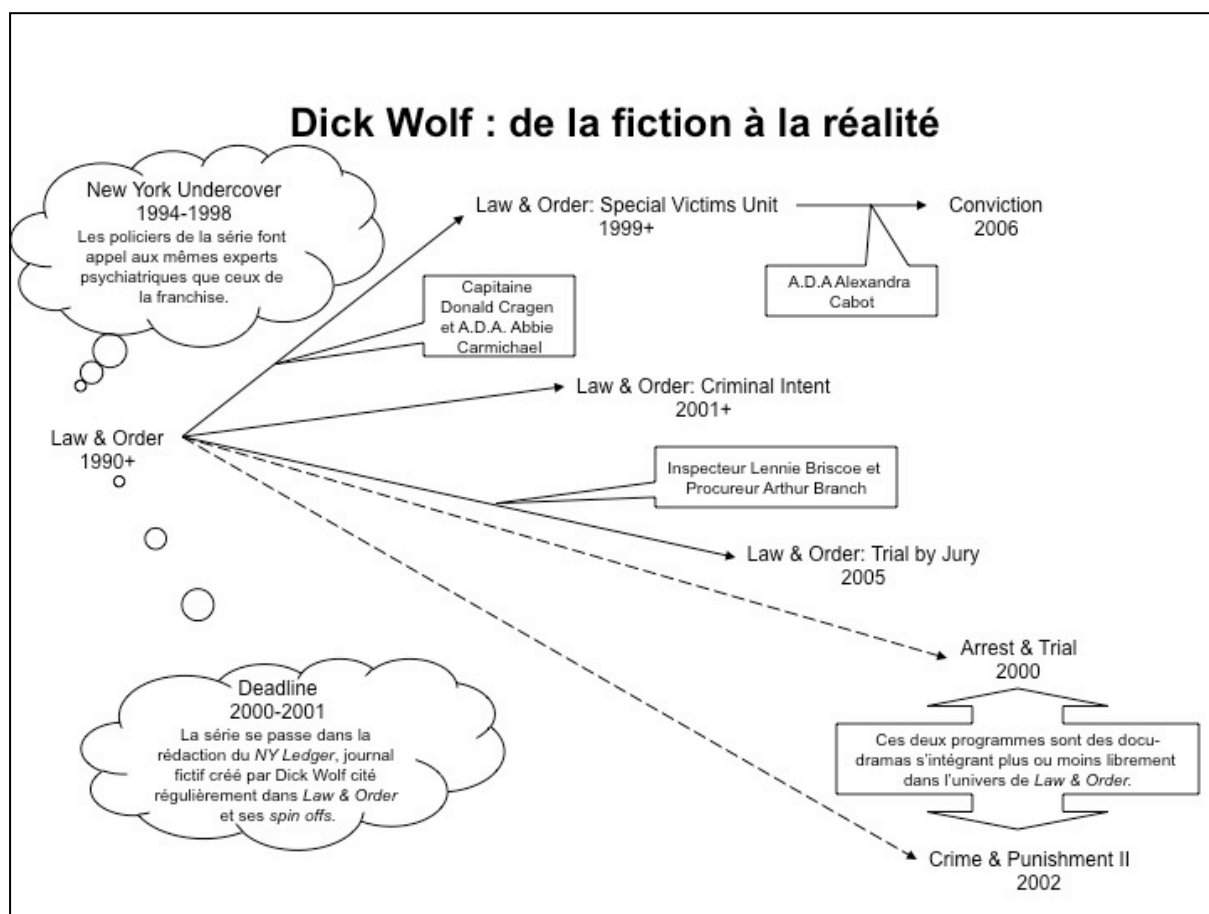 Dick Wolf : de la fiction à la réalité
New York Undercover
1994-1998
Les policiers de la série font
appel aux mêmes experts
psychiatriques que ceux de
la franchise.
Law & Order: Special Victims Unit
1999+
Conviction
2006
A.D.A Alexandra
Cabot
Capitaine
Donald Cragen
et A.D.A. Abbie
Carmichael
Law & Order: Criminal Intent
2001+
Law & Order
1990+
Inspecteur Lennie Briscoe et
Procureur Arthur Branch
Law & Order: Trial by Jury
2005
Arrest & Trial
2000
Ces deux programmes sont des docu-
dramas s'intégrant plus ou moins librement
dans l'univers de Law & Order.
Crime & Punishment II
2002
Deadline
2000-2001
La série se passe dans la
rédaction du NY Ledger, journal
fictif créé par Dick Wolf cité
régulièrement dans Law & Order
et ses spin offs.